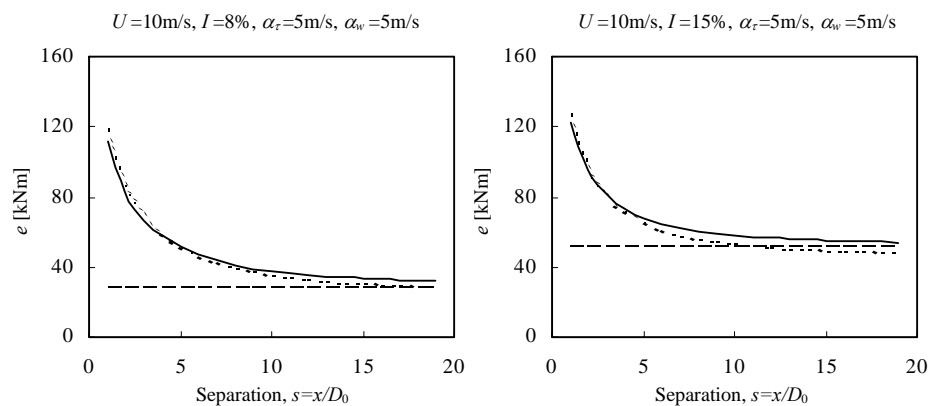 U=10m/s, I=8%, ατ=5m/s, αw=5m/s
160
120
80
40
0
e [kNm]
0 5 10 15 20
Separation, s=x/D0
U=10m/s, I=15%, ατ=5m/s, αw=5m/s
160
120
80
40
0
e [kNm]
0 5 10 15 20
Separation, s=x/D0